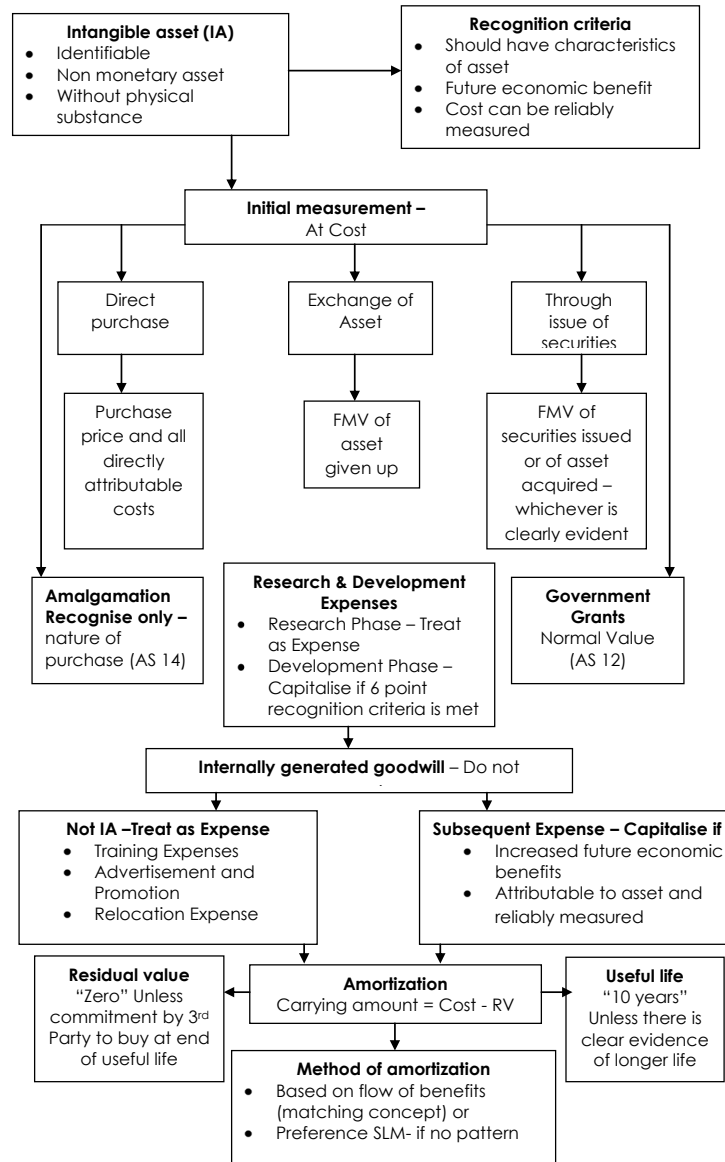 Intangible asset (IA)
• Identifiable
• Non monetary asset
• Without physical
substance
Recognition criteria
• Should have characteristics
of asset
• Future economic benefit
• Cost can be reliably
measured
Initial measurement –
At Cost
Direct
purchase
Exchange of
Asset
Through
issue of
securities
Purchase
price and all
directly
attributable
costs
FMV of
asset
given up
FMV of
securities issued
or of asset
acquired –
whichever is
clearly evident
Amalgamation
Recognise only –
nature of
purchase (AS 14)
Research & Development
Expenses
• Research Phase – Treat
as Expense
• Development Phase –
Capitalise if 6 point
recognition criteria is met
Government
Grants
Normal Value
(AS 12)
Internally generated goodwill – Do not
Not IA –Treat as Expense
• Training Expenses
• Advertisement and
Promotion
• Relocation Expense
Subsequent Expense – Capitalise if
• Increased future economic
benefits
• Attributable to asset and
reliably measured
Residual value
“Zero” Unless
commitment by 3rd
Party to buy at end
of useful life
Amortization
Carrying amount = Cost - RV
Useful life
“10 years”
Unless there is
clear evidence
of longer life
Method of amortization
• Based on flow of benefits
(matching concept) or
• Preference SLM- if no pattern